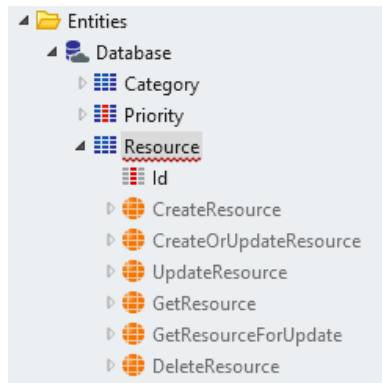 Entities
Database
Category
Priority
Resource
Id
CreateResource
CreateOrUpdateResource
UpdateResource
GetResource
GetResourceForUpdate
DeleteResource